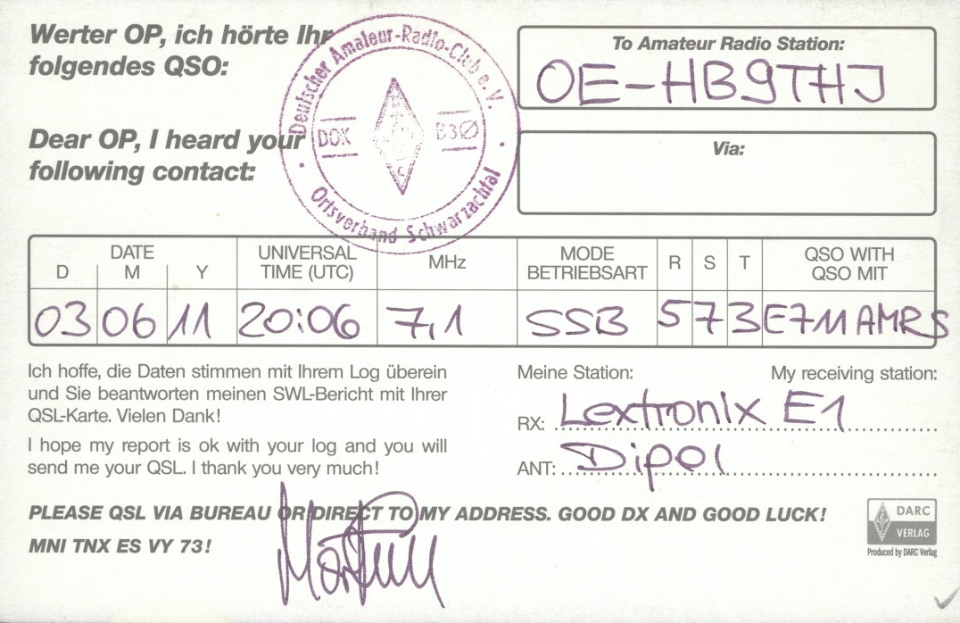 Werter OP, ich hörte Ihr
folgendes QSO:
Dear OP, I heard your
following contact:
Deutscher Amateur-Radio-Club e.V.
DOK B3Ø
Ortsverband Schwarzachtal
To Amateur Radio Station:
OE-HB9THJ
Via:
DATE
D M Y
UNIVERSAL
TIME (UTC)
MHz
MODE
BETRIEBSART
R S T
QSO WITH
QSO MIT
03 06 11 20:06 7,1 SSB 5 7 3 E711AMRS
Ich hoffe, die Daten stimmen mit Ihrem Log überein
und Sie beantworten meinen SWL-Bericht mit Ihrer
QSL-Karte. Vielen Dank!
I hope my report is ok with your log and you will
send me your QSL. I thank you very much!
Meine Station: My receiving station:
RX: Lextronix E1
ANT: Dipol
PLEASE QSL VIA BUREAU OR DIRECT TO MY ADDRESS. GOOD DX AND GOOD LUCK!
MNI TNX ES VY 73!
DARC
VERLAG
Produced by DARC Verlag